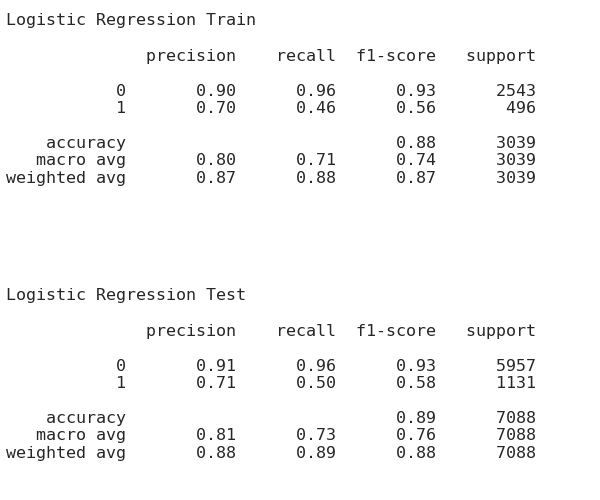 Logistic Regression Train
precision recall f1-score support
0 0.90 0.96 0.93 2543
1 0.70 0.46 0.56 496
accuracy 0.88 3039
macro avg 0.80 0.71 0.74 3039
weighted avg 0.87 0.88 0.87 3039
Logistic Regression Test
precision recall f1-score support
0 0.91 0.96 0.93 5957
1 0.71 0.50 0.58 1131
accuracy 0.89 7088
macro avg 0.81 0.73 0.76 7088
weighted avg 0.88 0.89 0.88 7088